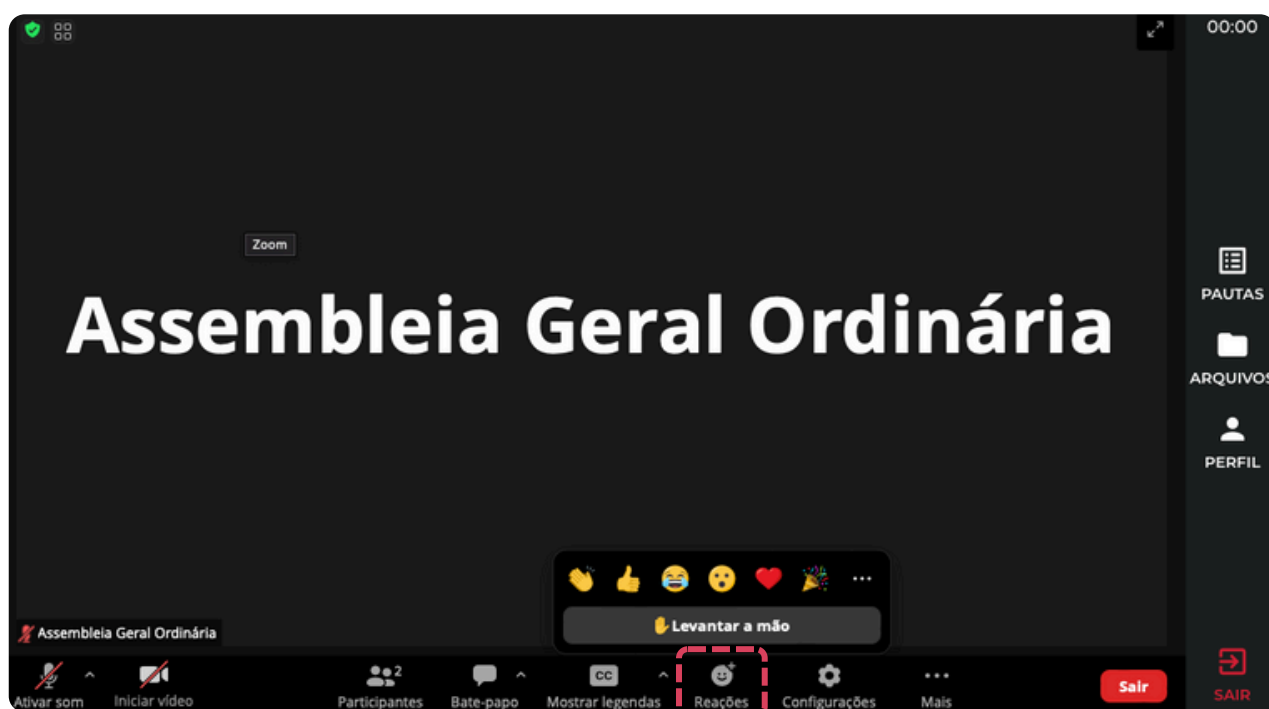 00:00
Zoom
Assembleia Geral Ordinária
PAUTAS
ARQUIVOS
PERFIL
✋Levantar a mão
Assembleia Geral Ordinária
2
CC
Ativar som
Iniciar vídeo
Participantes
Bate-papo
Mostrar legendas
Reações
Configurações
Mais
Sair
SAIR